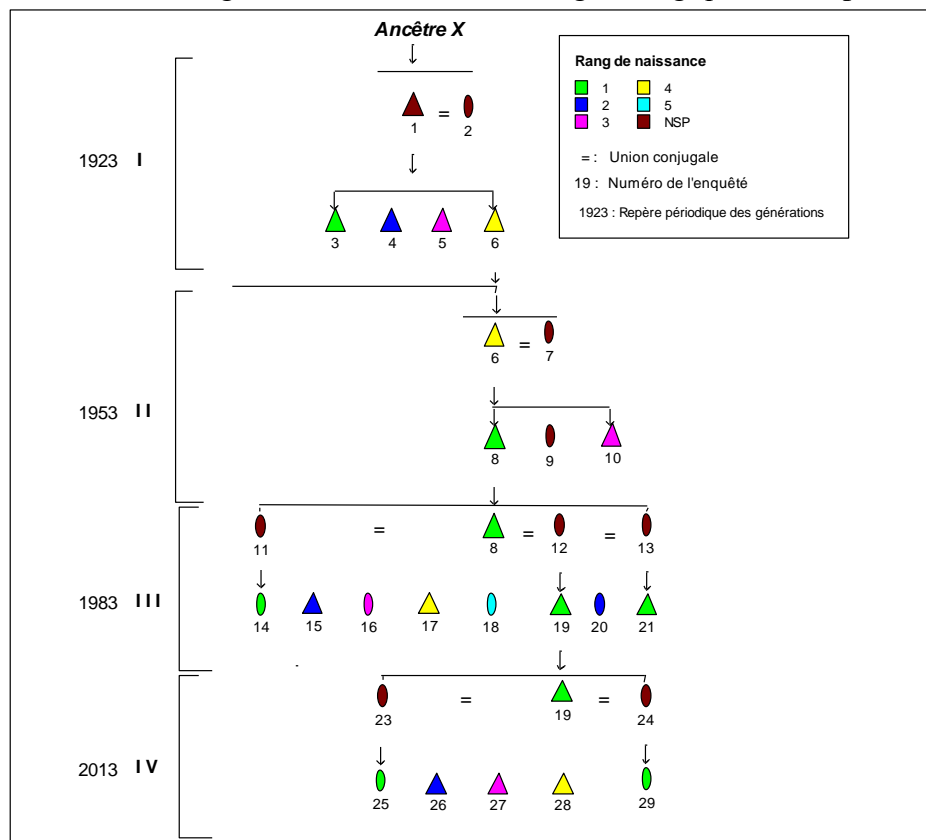 Ancêtre X
Rang de naissance
1 4
2 5
3 NSP
= : Union conjugale
19 : Numéro de l'enquêté
1923 : Repère périodique des générations
1923 I
=
1 2
3 4 5 6
1953 II
=
6 7
8 9 10
1983 III
= = =
11 8 12 13
14 15 16 17 18 19 20 21
2013 IV
= =
23 19 24
25 26 27 28 29